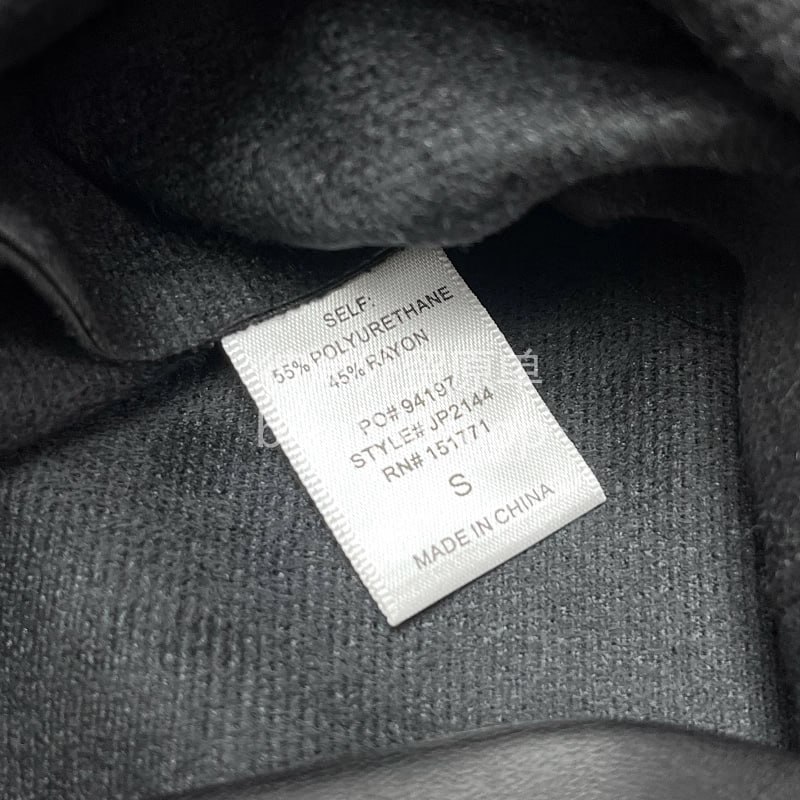 SELF:
55% POLYURETHANE
45% RAYON
PO# 94197
STYLE# JP2144
RN# 151771
S
MADE IN CHINA